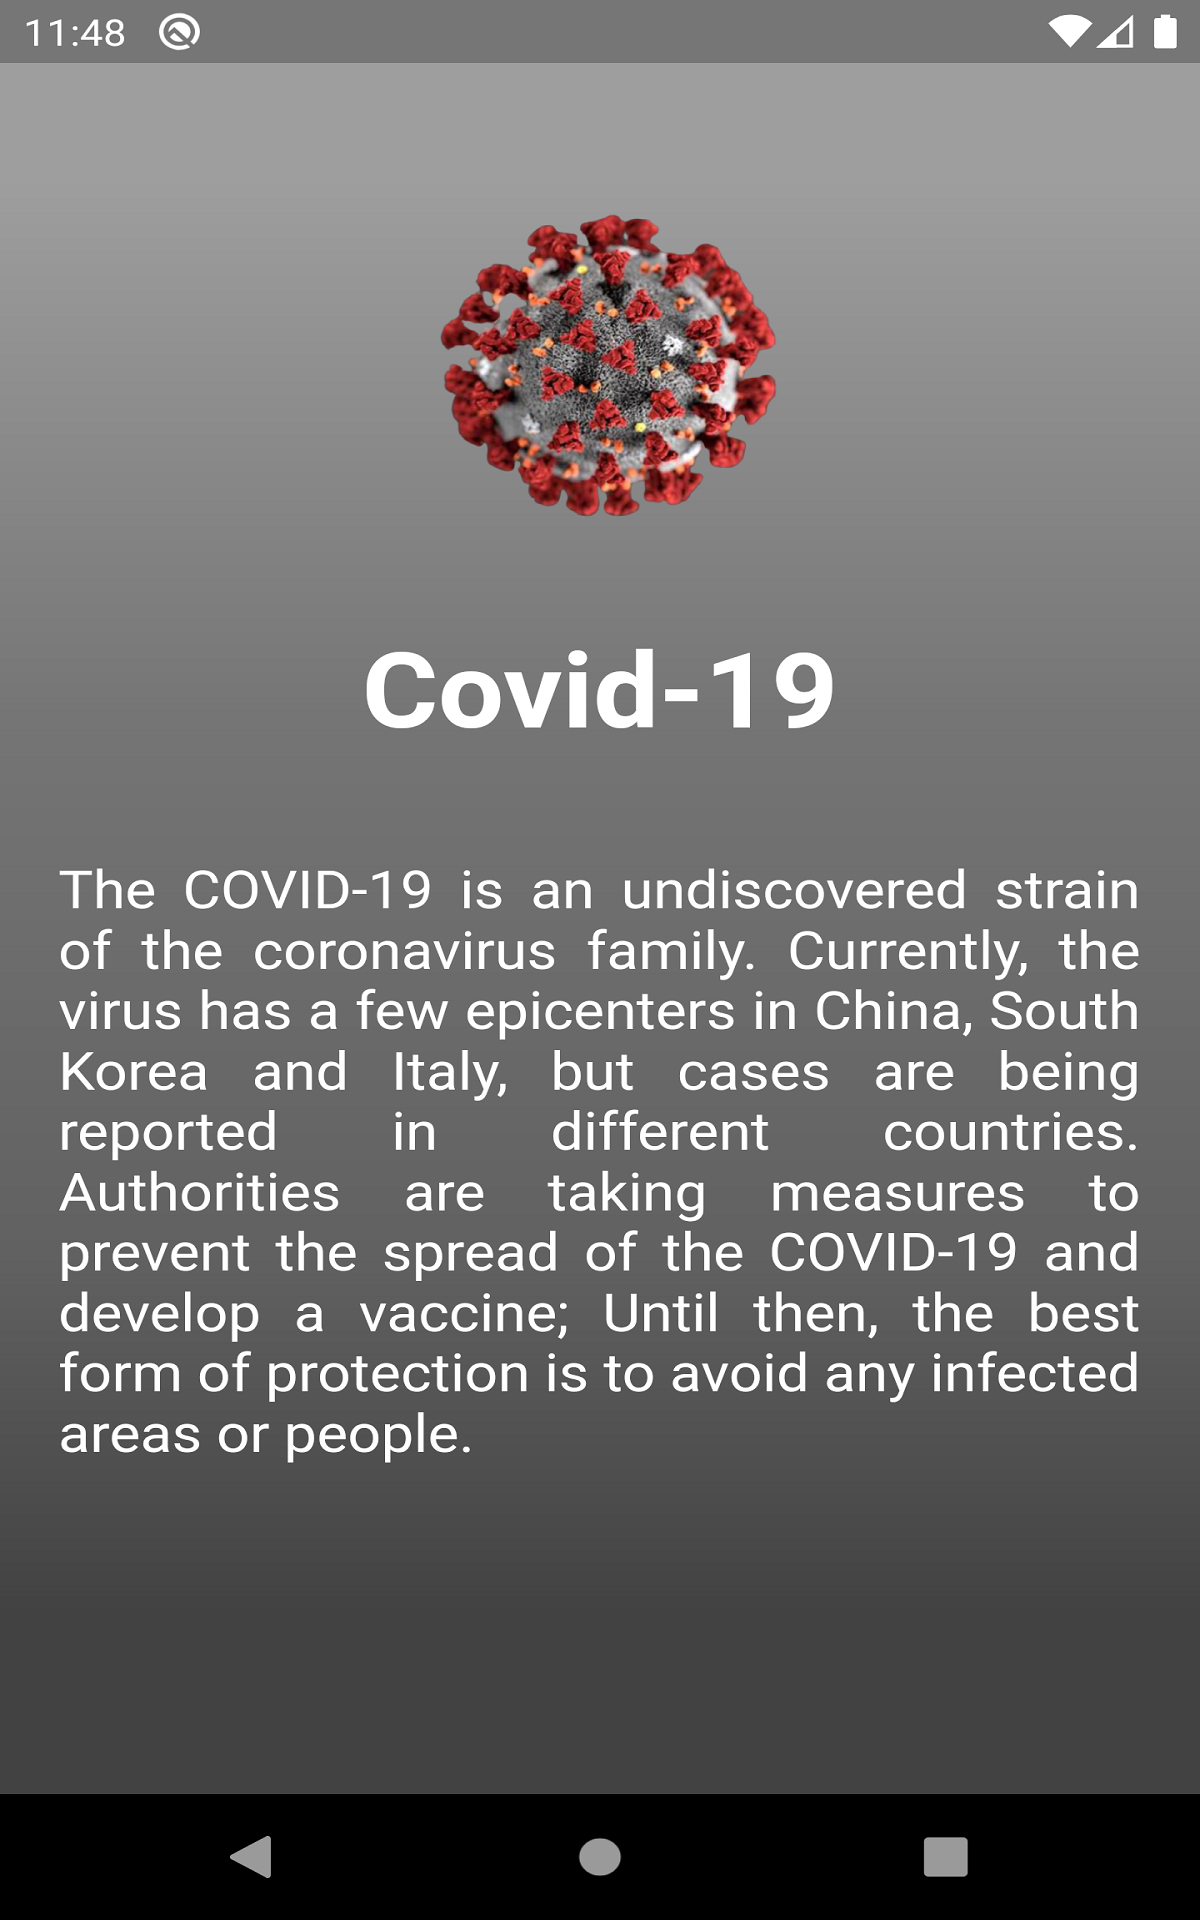 11:48
Covid-19
The COVID-19 is an undiscovered strain
of the coronavirus family. Currently, the
virus has a few epicenters in China, South
Korea and Italy, but cases are being
reported in different countries.
Authorities are taking measures to
prevent the spread of the COVID-19 and
develop a vaccine; Until then, the best
form of protection is to avoid any infected
areas or people.